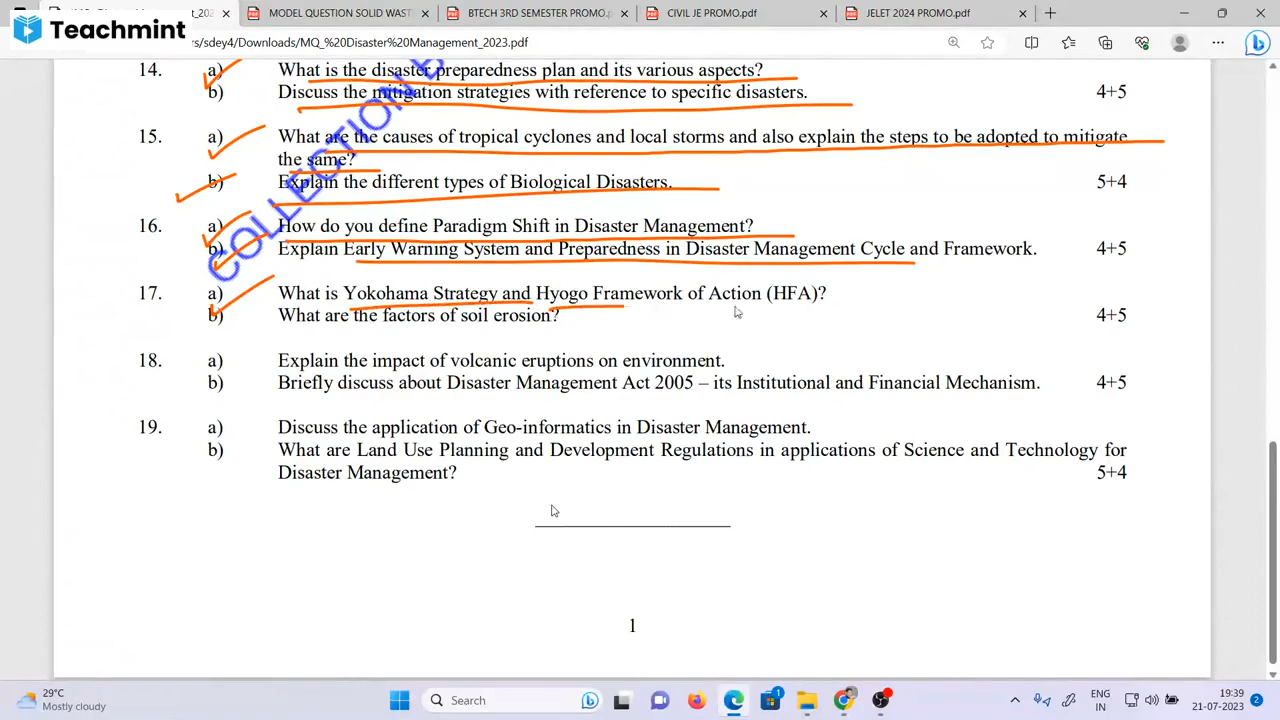 Teachmint
_2023.pdf
MODEL QUESTION SOLID WAST
BTECH 3RD SEMESTER PROMO.pd
CIVIL JE PROMO.pdf
JELET 2024 PROMO.pdf
rs/sdey4/Downloads/MQ_%20Disaster%20Management_2023.pdf
14. a) What is the disaster preparedness plan and its various aspects?
b) Discuss the mitigation strategies with reference to specific disasters. 4+5
15. a) What are the causes of tropical cyclones and local storms and also explain the steps to be adopted to mitigate
the same?
b) Explain the different types of Biological Disasters. 5+4
16. a) How do you define Paradigm Shift in Disaster Management?
b) Explain Early Warning System and Preparedness in Disaster Management Cycle and Framework. 4+5
17. a) What is Yokohama Strategy and Hyogo Framework of Action (HFA)?
b) What are the factors of soil erosion? 4+5
18. a) Explain the impact of volcanic eruptions on environment.
b) Briefly discuss about Disaster Management Act 2005 – its Institutional and Financial Mechanism. 4+5
19. a) Discuss the application of Geo-informatics in Disaster Management.
b) What are Land Use Planning and Development Regulations in applications of Science and Technology for
Disaster Management? 5+4
COLLECTION
1
29°C
Mostly cloudy
Search
1
ENG
IN
19:39
21-07-2023
2